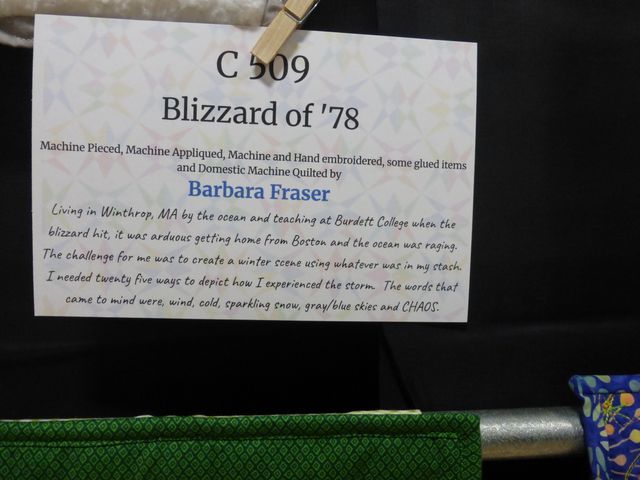 C 509
Blizzard of '78
Machine Pieced, Machine Appliqued, Machine and Hand embroidered, some glued items
and Domestic Machine Quilted by
Barbara Fraser
Living in Winthrop, MA by the ocean and teaching at Burdett College when the
blizzard hit, it was arduous getting home from Boston and the ocean was raging.
The challenge for me was to create a winter scene using whatever was in my stash.
I needed twenty five ways to depict how I experienced the storm. The words that
came to mind were, wind, cold, sparkling snow, gray/blue skies and CHAOS.